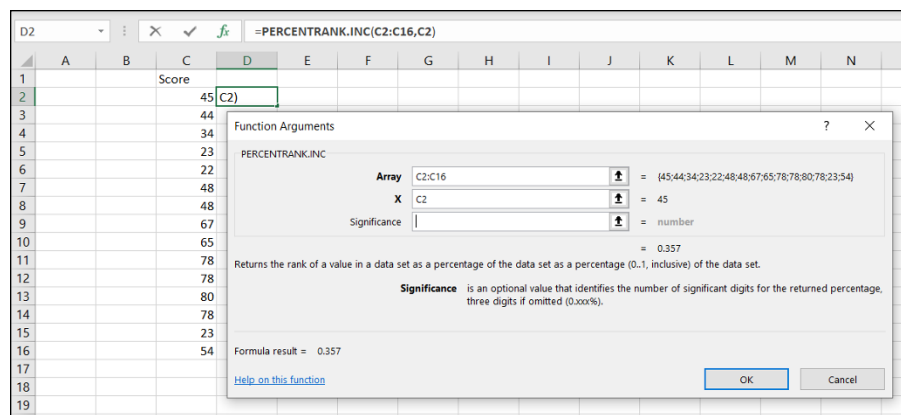 D2 fx =PERCENTRANK.INC(C2:C16,C2)
A B C D E F G H I J K L M N
1 Score
2 45 C2)
3 44
4 34
5 23
6 22
7 48
8 48
9 67
10 65
11 78
12 78
13 80
14 78
15 23
16 54
17
18
19
Function Arguments ?
PERCENTRANK.INC
Array C2:C16 = {45;44;34;23;22;48;48;67;65;78;78;80;78;23;54}
X C2 = 45
Significance = number
= 0.357
Returns the rank of a value in a data set as a percentage of the data set as a percentage (0..1, inclusive) of the data set.
Significance is an optional value that identifies the number of significant digits for the returned percentage,
three digits if omitted (0.xxx%).
Formula result = 0.357
Help on this function OK Cancel